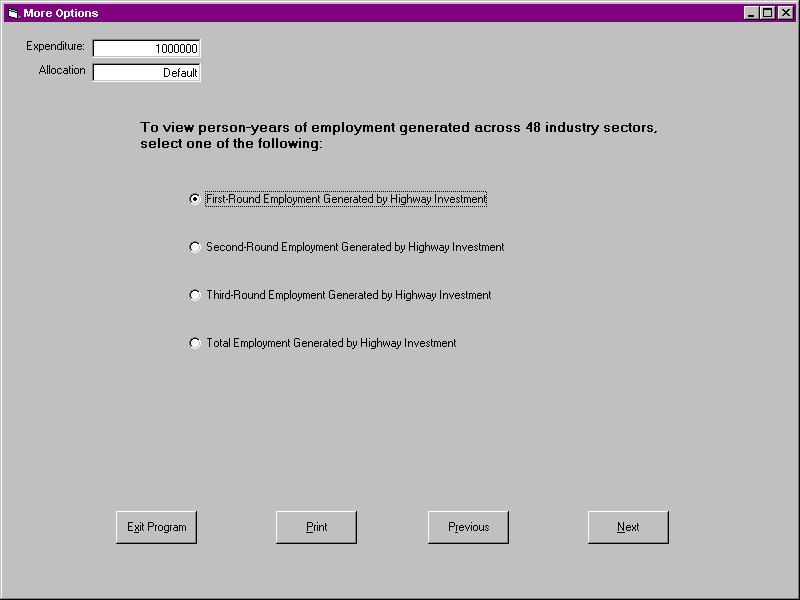 More Options
Expenditure: 1000000
Allocation Default
To view person-years of employment generated across 48 industry sectors,
select one of the following:
First-Round Employment Generated by Highway Investment
Second-Round Employment Generated by Highway Investment
Third-Round Employment Generated by Highway Investment
Total Employment Generated by Highway Investment
Exit Program Print Previous Next